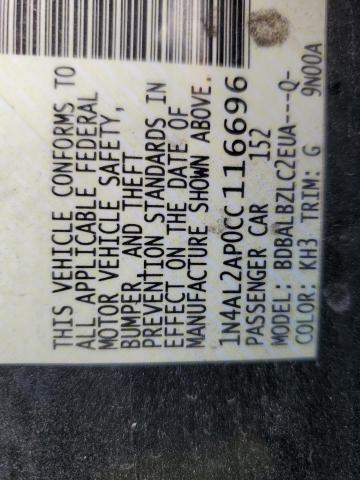 THIS VEHICLE CONFORMS TO
ALL APPLICABLE FEDERAL
MOTOR VEHICLE SAFETY,
BUMPER, AND THEFT
PREVENTION STANDARDS IN
EFFECT ON THE DATE OF
MANUFACTURE SHOWN ABOVE.
1N4AL2AP0CC116696
PASSENGER CAR 152
MODEL: BDBALBZLC2EUA---Q-
COLOR: KH3 TRIM: G 9N00A